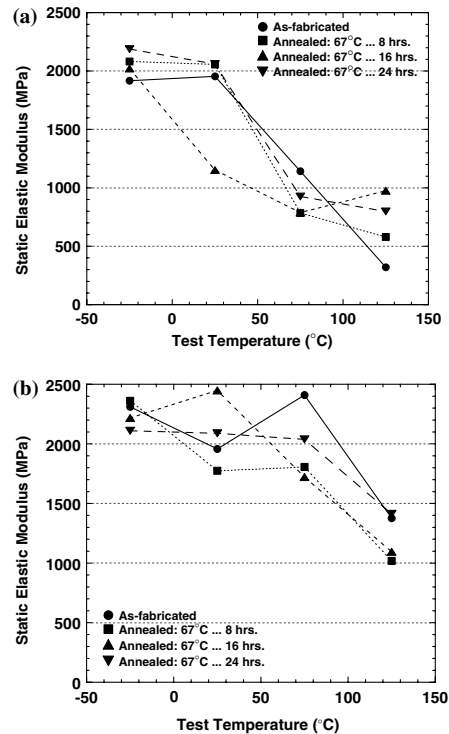 (a)
As-fabricated
Annealed: 67°C ... 8 hrs.
Annealed: 67°C ... 16 hrs.
Annealed: 67°C ... 24 hrs.
2500
2000
1500
1000
500
0
Static Elastic Modulus (MPa)
-50 0 50 100 150
Test Temperature (°C)
(b)
2500
2000
1500
1000
500
0
Static Elastic Modulus (MPa)
As-fabricated
Annealed: 67°C ... 8 hrs.
Annealed: 67°C ... 16 hrs.
Annealed: 67°C ... 24 hrs.
-50 0 50 100 150
Test Temperature (°C)